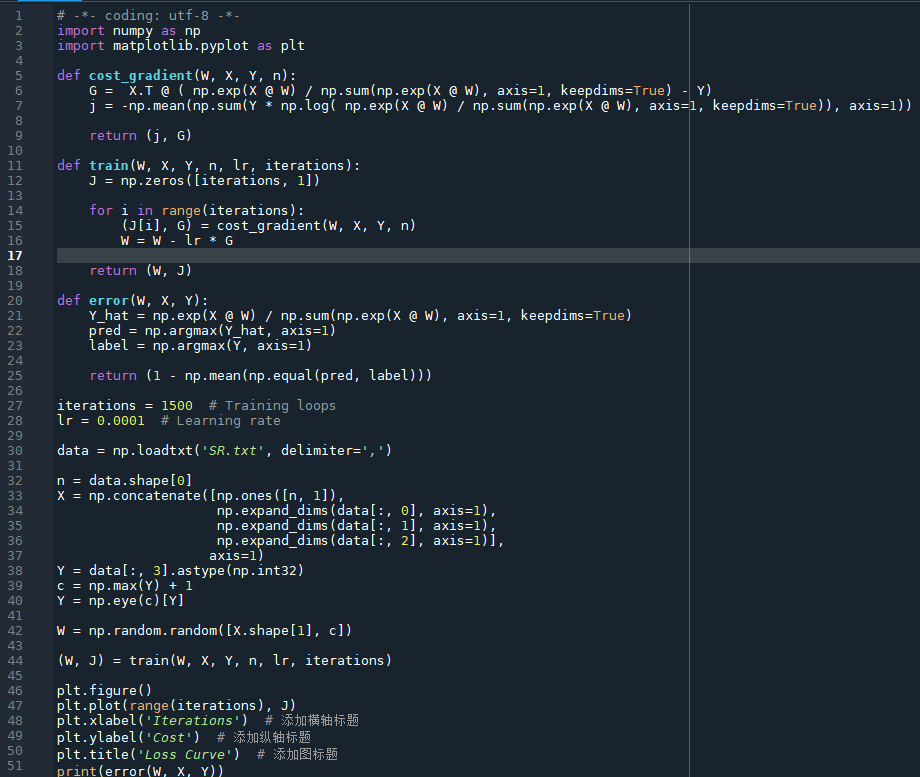 1 # -*- coding: utf-8 -*-
2 import numpy as np
3 import matplotlib.pyplot as plt
4
5 def cost_gradient(W, X, Y, n):
6     G =  X.T @ ( np.exp(X @ W) / np.sum(np.exp(X @ W), axis=1, keepdims=True) - Y)
7     j = -np.mean(np.sum(Y * np.log( np.exp(X @ W) / np.sum(np.exp(X @ W), axis=1, keepdims=True)), axis=1))
8
9     return (j, G)
10
11 def train(W, X, Y, n, lr, iterations):
12     J = np.zeros([iterations, 1])
13
14     for i in range(iterations):
15         (J[i], G) = cost_gradient(W, X, Y, n)
16         W = W - lr * G
17
18     return (W, J)
19
20 def error(W, X, Y):
21     Y_hat = np.exp(X @ W) / np.sum(np.exp(X @ W), axis=1, keepdims=True)
22     pred = np.argmax(Y_hat, axis=1)
23     label = np.argmax(Y, axis=1)
24
25     return (1 - np.mean(np.equal(pred, label)))
26
27 iterations = 1500  # Training loops
28 lr = 0.0001  # Learning rate
29
30 data = np.loadtxt('SR.txt', delimiter=',')
31
32 n = data.shape[0]
33 X = np.concatenate([np.ones([n, 1]),
34                     np.expand_dims(data[:, 0], axis=1),
35                     np.expand_dims(data[:, 1], axis=1),
36                     np.expand_dims(data[:, 2], axis=1)],
37                    axis=1)
38 Y = data[:, 3].astype(np.int32)
39 c = np.max(Y) + 1
40 Y = np.eye(c)[Y]
41
42 W = np.random.random([X.shape[1], c])
43
44 (W, J) = train(W, X, Y, n, lr, iterations)
45
46 plt.figure()
47 plt.plot(range(iterations), J)
48 plt.xlabel('Iterations')  # 添加横轴标题
49 plt.ylabel('Cost')  # 添加纵轴标题
50 plt.title('Loss Curve')  # 添加图标题
51 print(error(W, X, Y))